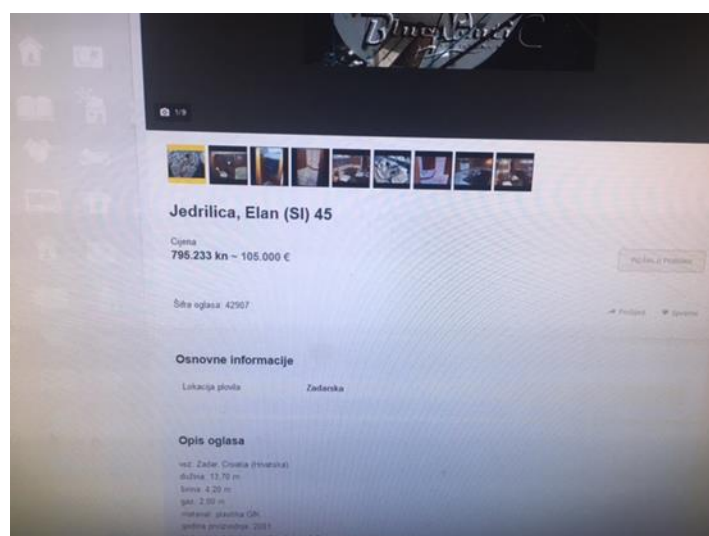 1/9
Jedrilica, Elan (SI) 45
Cijena
795.233 kn ~ 105.000 €
Šifra oglasa: 42907
Osnovne informacije
Lokacija plovila Zadarska
Opis oglasa
vez: Zadar, Croatia (Hrvatska)
dužina: 13,70 m
širina: 4,20 m
gaz: 2,00 m
materijal: plastika GfK
godina proizvodnje: 2001